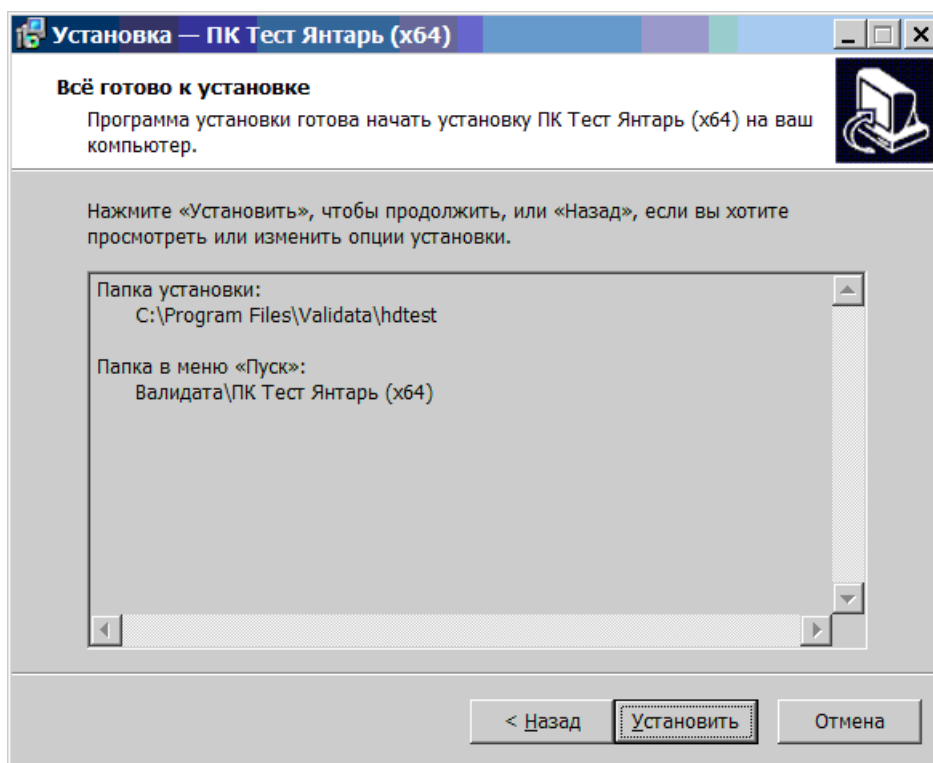 Установка — ПК Тест Янтарь (x64)
Всё готово к установке
Программа установки готова начать установку ПК Тест Янтарь (x64) на ваш
компьютер.
Нажмите «Установить», чтобы продолжить, или «Назад», если вы хотите
просмотреть или изменить опции установки.
Папка установки:
C:\Program Files\Validata\hdtest
Папка в меню «Пуск»:
Валидата\ПК Тест Янтарь (x64)
< Назад
Установить
Отмена